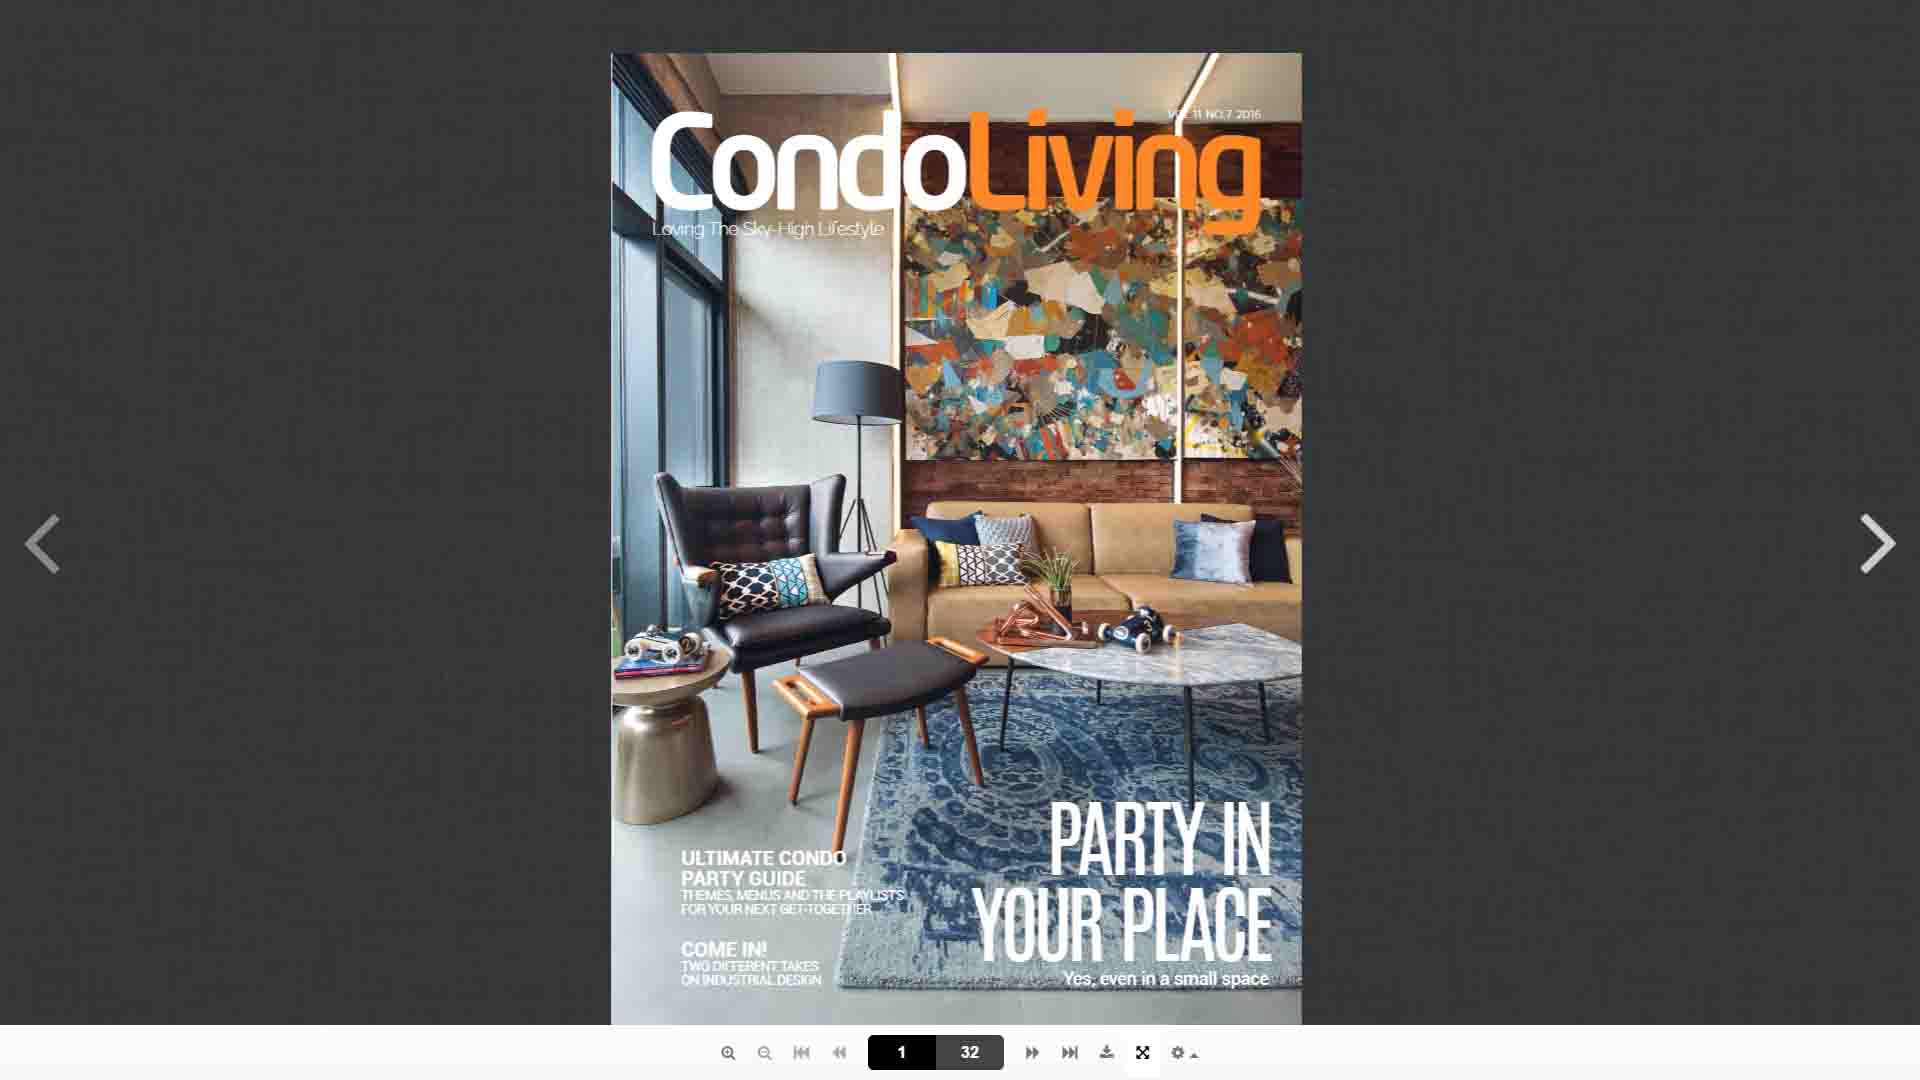 VOL 11 NO.7 2016
CondoLiving
Loving The Sky-High Lifestyle
ULTIMATE CONDO
PARTY GUIDE
THEMES, MENUS AND THE PLAYLISTS
FOR YOUR NEXT GET-TOGETHER
COME IN!
TWO DIFFERENT TAKES
ON INDUSTRIAL DESIGN
PARTY IN
YOUR PLACE
Yes, even in a small space
1 32